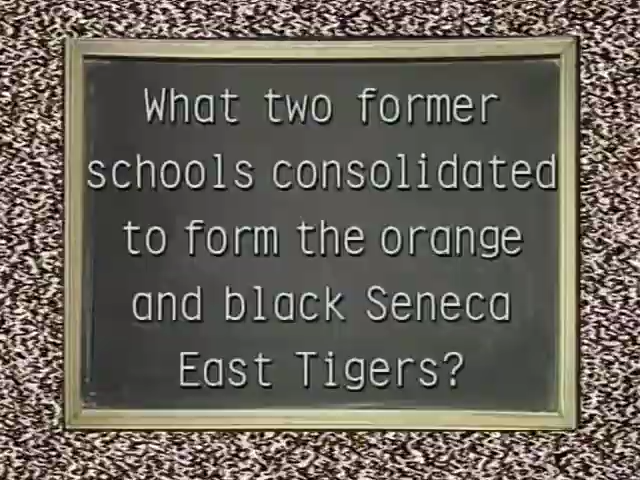 What two former
schools consolidated
to form the orange
and black Seneca
East Tigers?